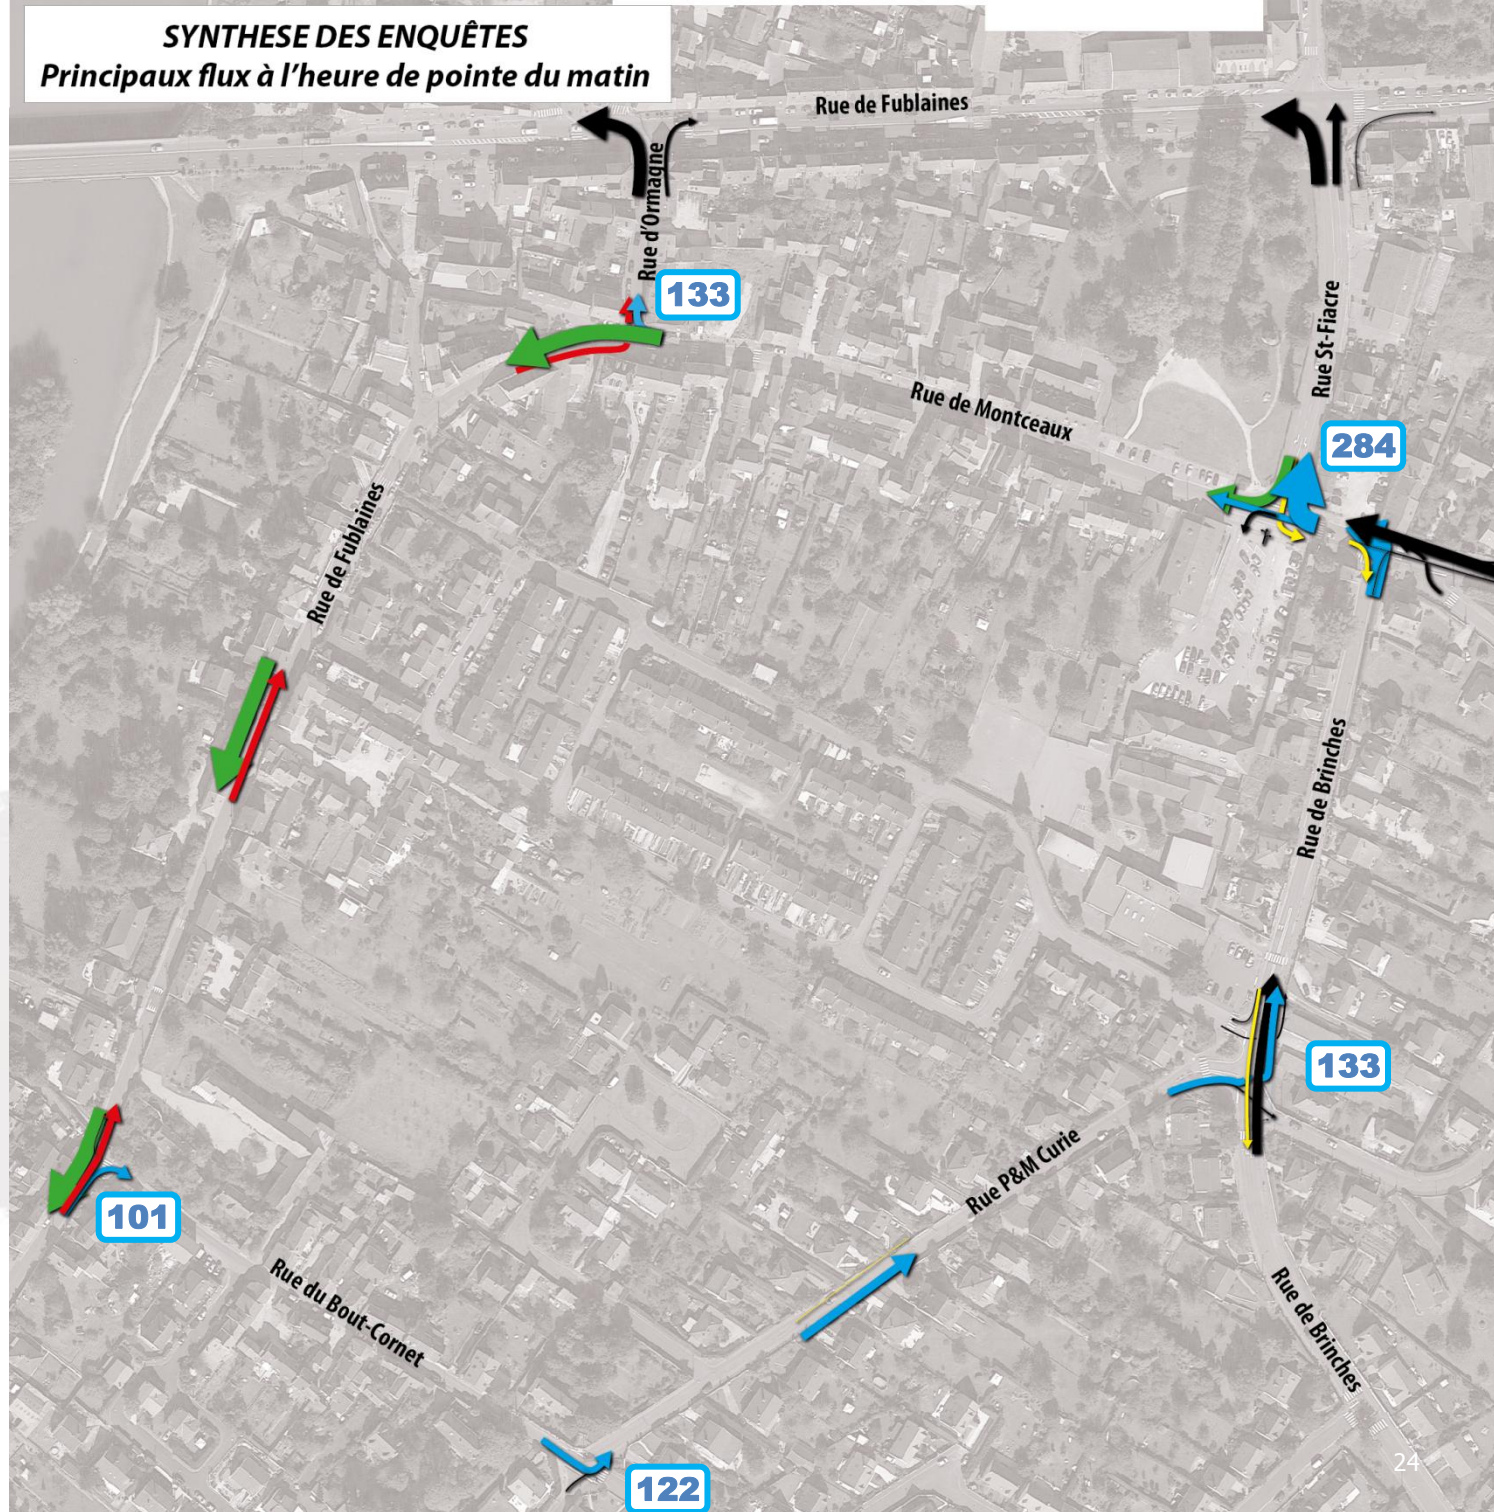 SYNTHESE DES ENQUÊTES
Principaux flux à l'heure de pointe du matin
Rue de Fublaines
Rue d'Ormagne
133
Rue St-Fiacre
Rue de Montceaux
284
Rue de Fublaines
Rue de Brinches
133
Rue P&M Curie
101
Rue du Bout-Cornet
Rue de Brinches
24
122